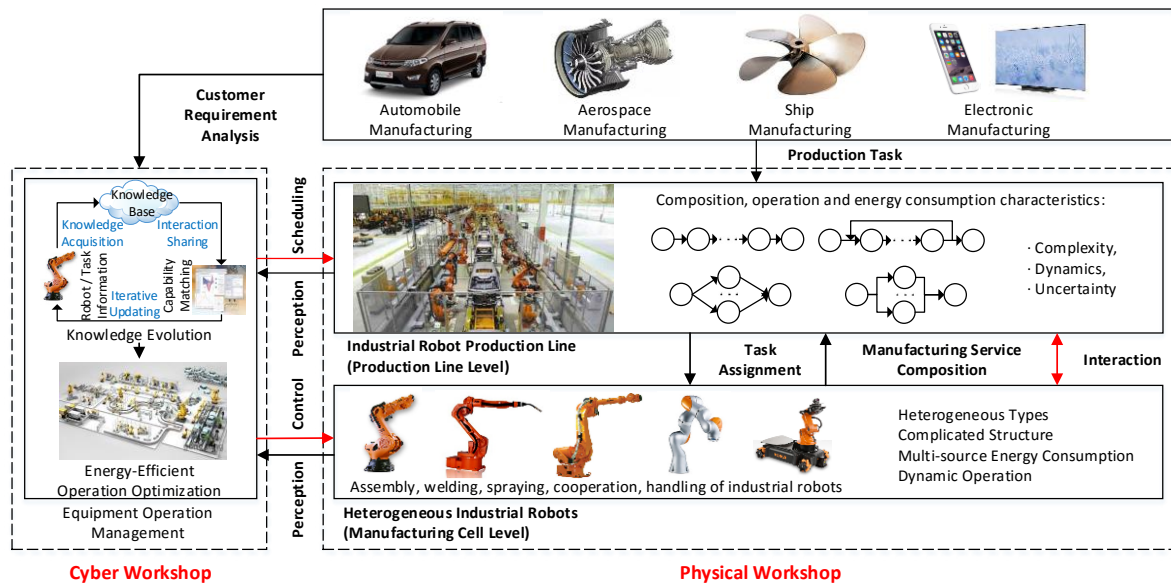 Automobile
Manufacturing
Aerospace
Manufacturing
Ship
Manufacturing
Electronic
Manufacturing
Customer
Requirement
Analysis
Production Task
Knowledge
Base
Knowledge
Acquisition
Interaction
Sharing
Robot / Task
Information
Iterative
Updating
Capability
Matching
Knowledge Evolution
Energy-Efficient
Operation Optimization
Equipment Operation
Management
Cyber Workshop
Scheduling
Perception
Control
Perception
Composition, operation and energy consumption characteristics:
· Complexity,
· Dynamics,
· Uncertainty
Industrial Robot Production Line
(Production Line Level)
Task
Assignment
Manufacturing Service
Composition
Interaction
Heterogeneous Types
Complicated Structure
Multi-source Energy Consumption
Dynamic Operation
Assembly, welding, spraying, cooperation, handling of industrial robots
Heterogeneous Industrial Robots
(Manufacturing Cell Level)
Physical Workshop